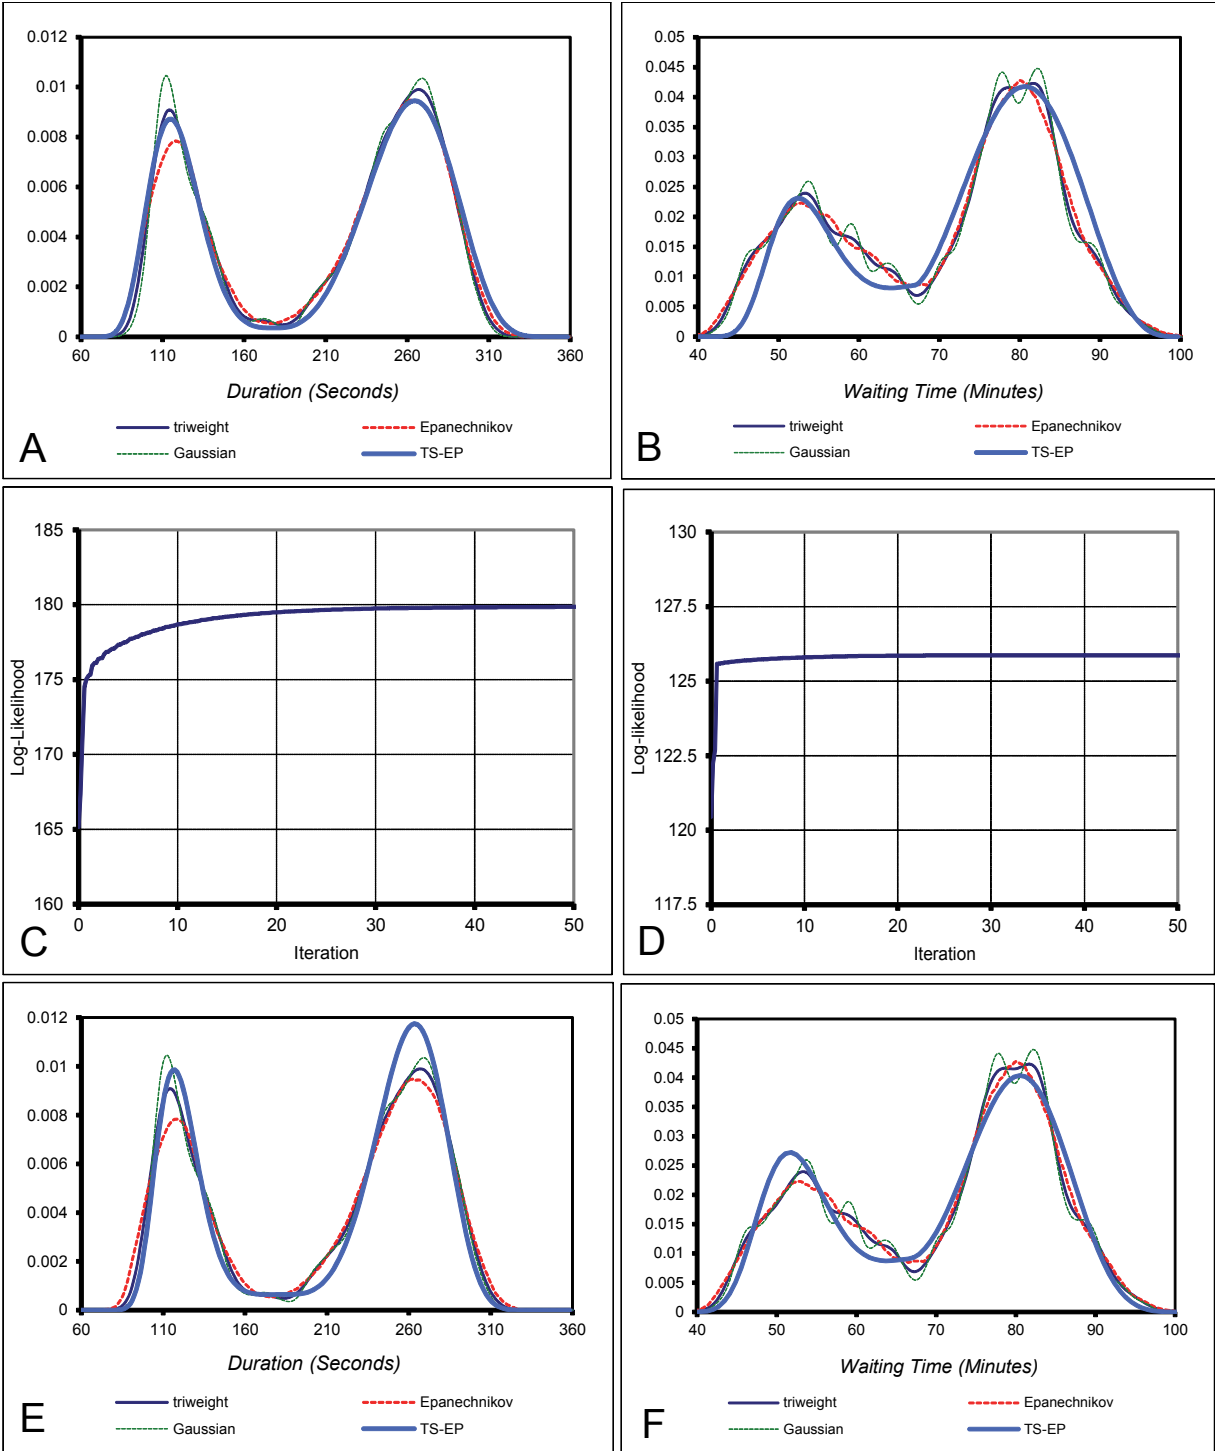 0.012
0.01
0.008
0.006
0.004
0.002
0
60 110 160 210 260 310 360
Duration (Seconds)
triweight Epanechnikov
Gaussian TS-EP
A
0.05
0.045
0.04
0.035
0.03
0.025
0.02
0.015
0.01
0.005
0
40 50 60 70 80 90 100
Waiting Time (Minutes)
triweight Epanechnikov
Gaussian TS-EP
B
185
180
175
170
165
160
Log-Likelihood
0 10 20 30 40 50
Iteration
C
130
127.5
125
122.5
120
117.5
Log-likelihood
0 10 20 30 40 50
Iteration
D
0.012
0.01
0.008
0.006
0.004
0.002
0
60 110 160 210 260 310 360
Duration (Seconds)
triweight Epanechnikov
Gaussian TS-EP
E
0.05
0.045
0.04
0.035
0.03
0.025
0.02
0.015
0.01
0.005
0
40 50 60 70 80 90 100
Waiting Time (Minutes)
triweight Epanechnikov
Gaussian TS-EP
F